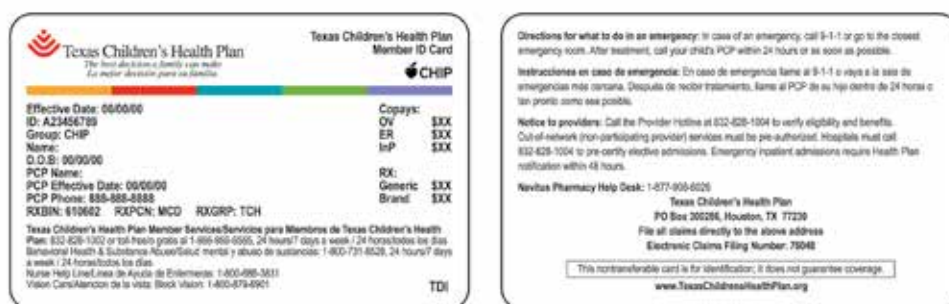 Texas Children's Health Plan
The best decision a family can make
La mejor decisión para su familia.
Texas Children's Health Plan
Member ID Card
CHIP
Effective Date: 00/00/00
ID: A23456789
Group: CHIP
Name:
D.O.B: 00/00/00
PCP Name:
PCP Effective Date: 00/00/00
PCP Phone: 888-888-8888
RXBIN: 610602 RXPCN: MCD RXGRP: TCH
Copays:
OV $XX
ER $XX
InP $XX
RX:
Generic $XX
Brand $XX
Texas Children's Health Plan Member Services/Servicios para Miembros de Texas Children's Health
Plan: 832-828-1002 or toll-free/o gratis al 1-866-959-6555, 24 hours/7 days a week / 24 horas/todos los días
Behavioral Health & Substance Abuse/Salud mental y abuso de sustancias: 1-800-731-8528, 24 hours/7 days
a week / 24 horas/todos los días.
Nurse Help Line/Línea de Ayuda de Enfermeras: 1-800-686-3831
Vision Care/Atención de la vista: Block Vision: 1-800-879-6901
TDI
Directions for what to do in an emergency: In case of an emergency, call 9-1-1 or go to the closest
emergency room. After treatment, call your child's PCP within 24 hours or as soon as possible.
Instrucciones en caso de emergencia: En caso de emergencia llame al 9-1-1 o vaya a la sala de
emergencias más cercana. Después de recibir tratamiento, llame al PCP de su hijo dentro de 24 horas o
tan pronto como sea posible.
Notice to providers: Call the Provider Hotline at 832-828-1004 to verify eligibility and benefits.
Out-of-network (non-participating provider) services must be pre-authorized. Hospitals must call
832-828-1004 to pre-certify elective admissions. Emergency inpatient admissions require Health Plan
notification within 48 hours.
Navitus Pharmacy Help Desk: 1-877-908-6026
Texas Children's Health Plan
PO Box 300286, Houston, TX 77230
File all claims directly to the above address
Electronic Claims Filing Number: 76048
This nontransferable card is for identification; it does not guarantee coverage.
www.TexasChildrensHealthPlan.org